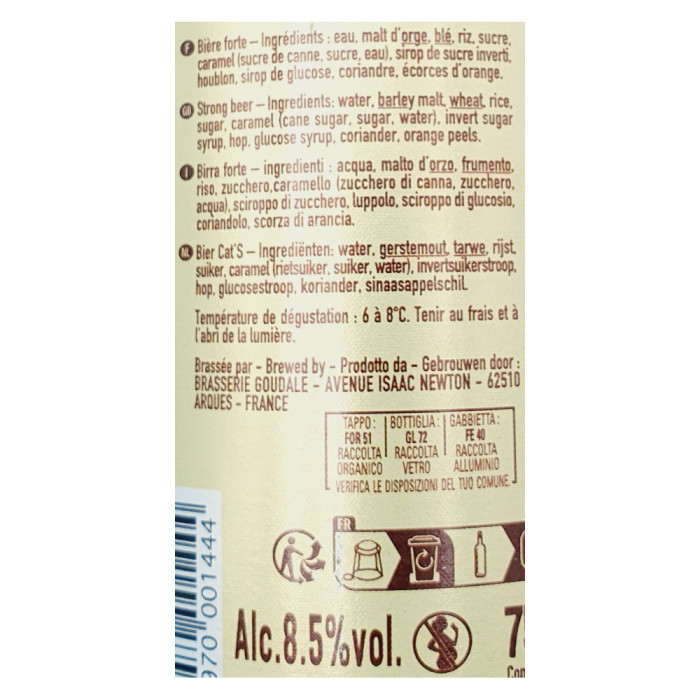 F Bière forte – Ingrédients : eau, malt d'orge, blé, riz, sucre,
caramel (sucre de canne, sucre, eau), sirop de sucre inverti,
houblon, sirop de glucose, coriandre, écorces d'orange.
GB Strong beer – Ingredients: water, barley malt, wheat, rice,
sugar, caramel (cane sugar, sugar, water), invert sugar
syrup, hop, glucose syrup, coriander, orange peels.
I Birra forte – ingredienti : acqua, malto d'orzo, frumento,
riso, zucchero,caramello (zucchero di canna, zucchero,
acqua), sciroppo di zucchero, luppolo, sciroppo di glucosio,
coriandolo, scorza di arancia.
NL Bier Cat'S – Ingrediënten: water, gerstemout, tarwe, rijst,
suiker, caramel (rietsuiker, suiker, water), invertsuikerstroop,
hop, glucosestroop, koriander, sinaasappelschil.
Température de dégustation : 6 à 8°C. Tenir au frais et à
l'abri de la lumière.
Brassée par - Brewed by - Prodotto da - Gebrouwen door :
BRASSERIE GOUDALE - AVENUE ISAAC NEWTON - 62510
ARQUES - FRANCE
TAPPO: BOTTIGLIA: GABBIETTA:
FOR 51 GL 72 FE 40
RACCOLTA RACCOLTA RACCOLTA
ORGANICO VETRO ALLUMINIO
VERIFICA LE DISPOSIZIONI DEL TUO COMUNE
FR
970 001444
Alc.8.5%vol.